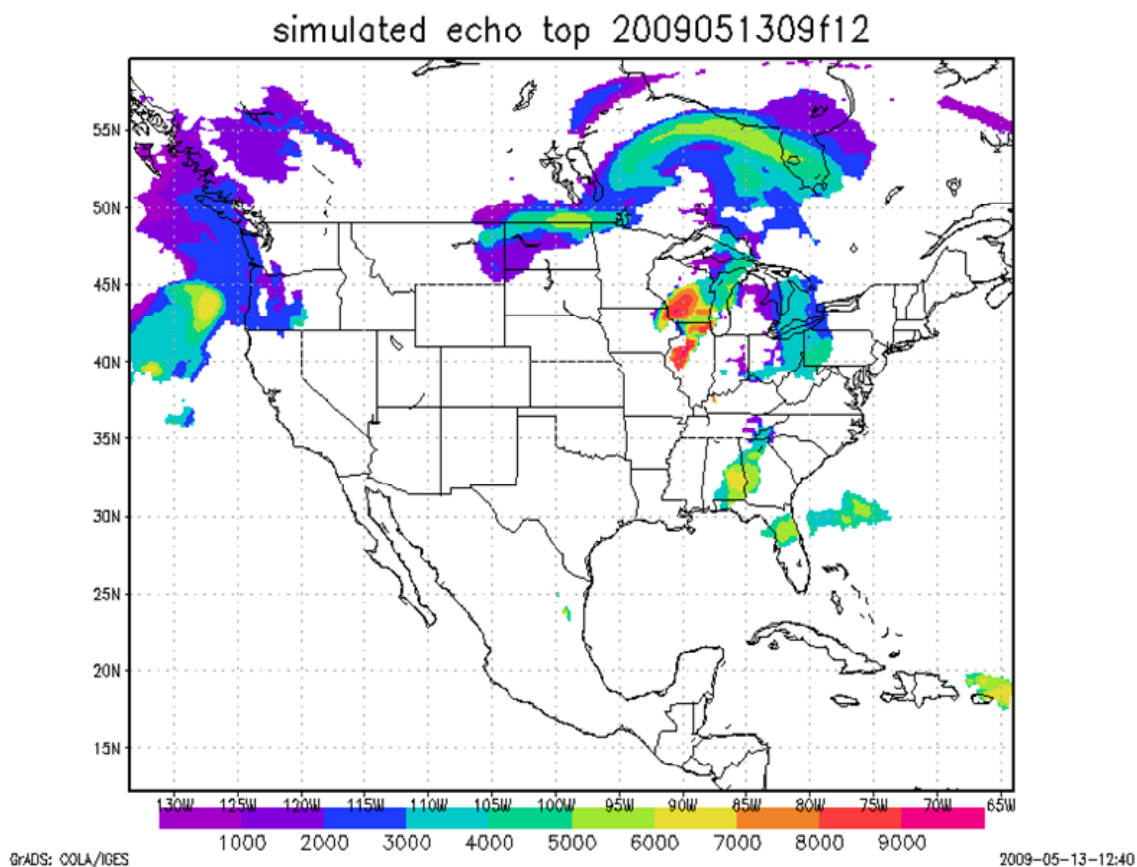 simulated echo top 2009051309f12
55N
50N
45N
40N
35N
30N
25N
20N
15N
130W 125W 120W 115W 110W 105W 100W 95W 90W 85W 80W 75W 70W 65W
1000 2000 3000 4000 5000 6000 7000 8000 9000
GrADS: COLA/IGES 2009-05-13-12:40